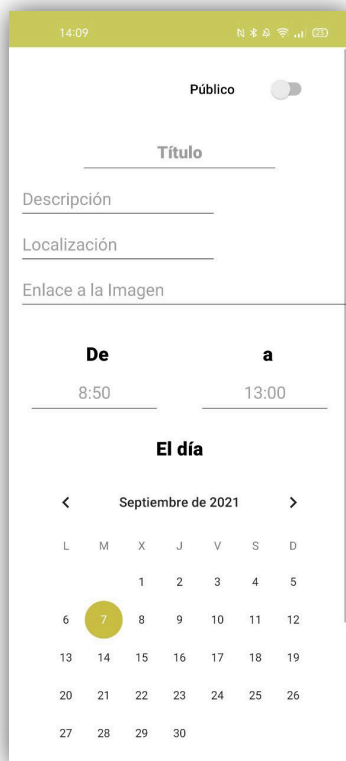 14:09
Público
Título
Descripción
Localización
Enlace a la Imagen
De a
8:50 13:00
El día
Septiembre de 2021
L M X J V S D
1 2 3 4 5
6 7 8 9 10 11 12
13 14 15 16 17 18 19
20 21 22 23 24 25 26
27 28 29 30